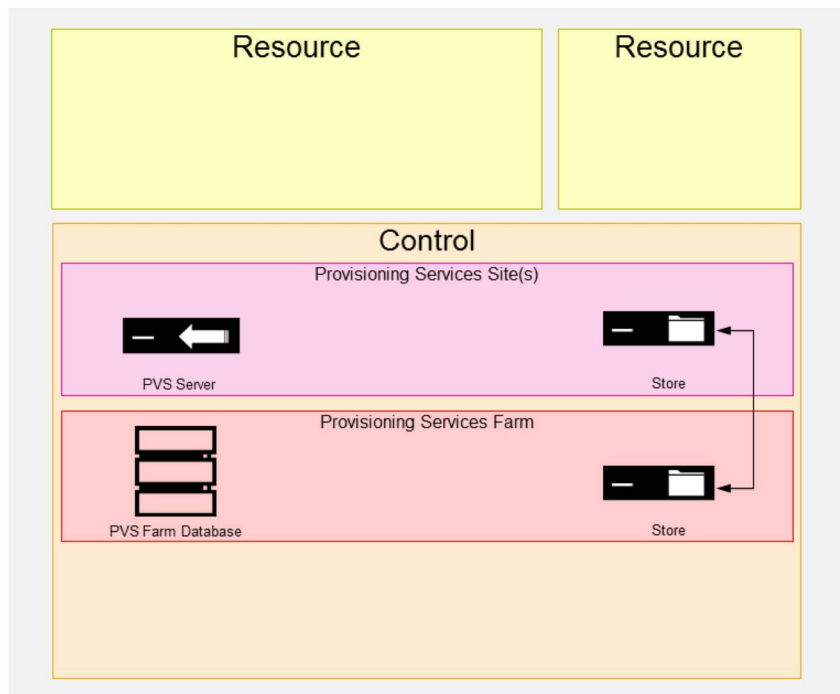 Resource
Resource
Control
Provisioning Services Site(s)
PVS Server
Store
Provisioning Services Farm
PVS Farm Database
Store